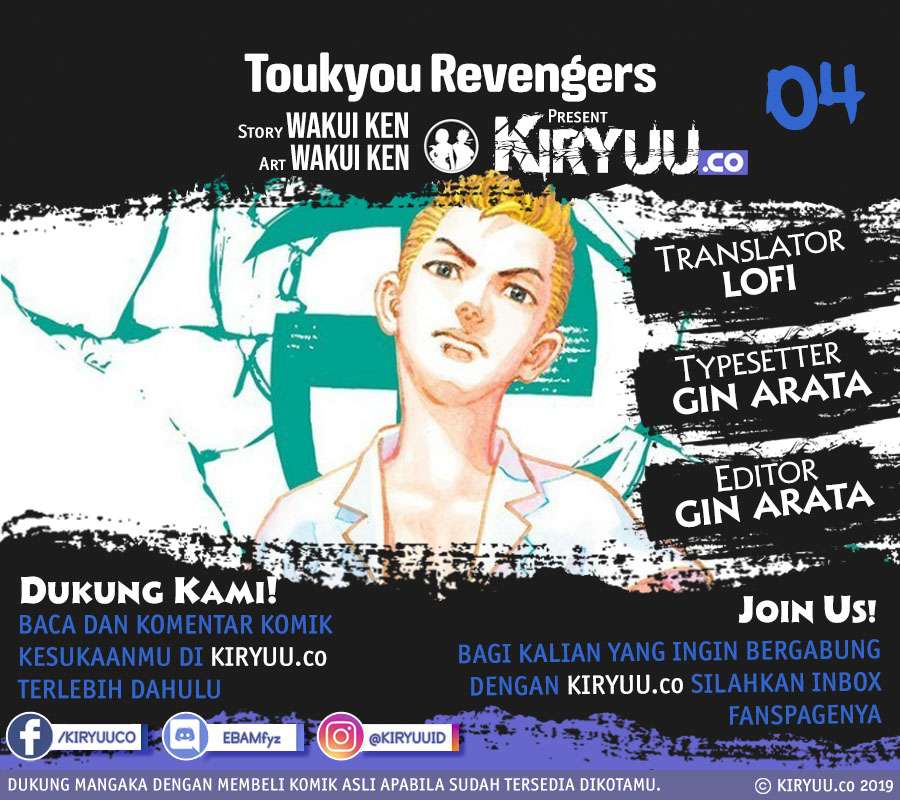 Toukyou Revengers
04
Story WAKUI KEN
Art WAKUI KEN
Present
KIRYUU.co
Translator
LOFI
Typesetter
GIN ARATA
Editor
GIN ARATA
Dukung Kami!
BACA DAN KOMENTAR KOMIK
KESUKAANMU DI KIRYUU.co
TERLEBIH DAHULU
Join Us!
BAGI KALIAN YANG INGIN BERGABUNG
DENGAN KIRYUU.co SILAHKAN INBOX
FANSPAGENYA
/KIRYUUCO
EBAMfyz
@KIRYUUID
DUKUNG MANGAKA DENGAN MEMBELI KOMIK ASLI APABILA SUDAH TERSEDIA DIKOTAMU.
© KIRYUU.co 2019